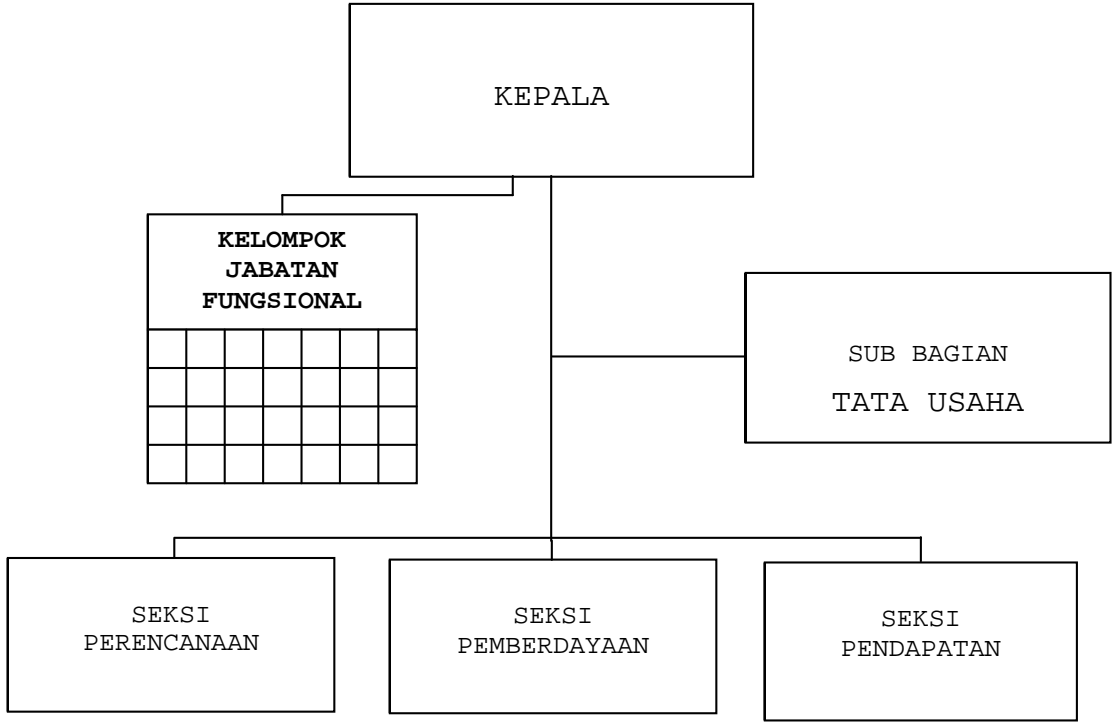 KEPALA
KELOMPOK
JABATAN
FUNGSIONAL
SUB BAGIAN
TATA USAHA
SEKSI
PERENCANAAN
SEKSI
PEMBERDAYAAN
SEKSI
PENDAPATAN